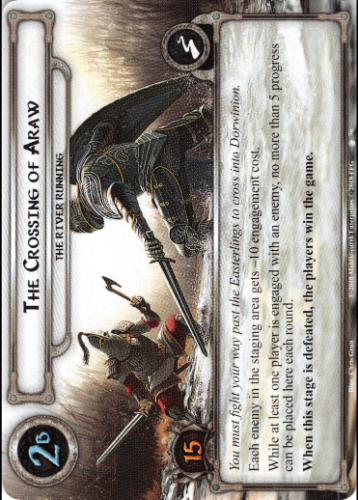 2B
THE CROSSING OF ARAW
THE RIVER RUNNING
15
You must fight your way past the Easterlings to cross into Dorwinion.
Each enemy in the staging area gets –10 engagement cost.
While at least one player is engaged with an enemy, no more than 5 progress
can be placed here each round.
When this stage is defeated, the players win the game.
Illus. Chris Grun © 2018 Middle-earth Enterprises © 2018 FFG